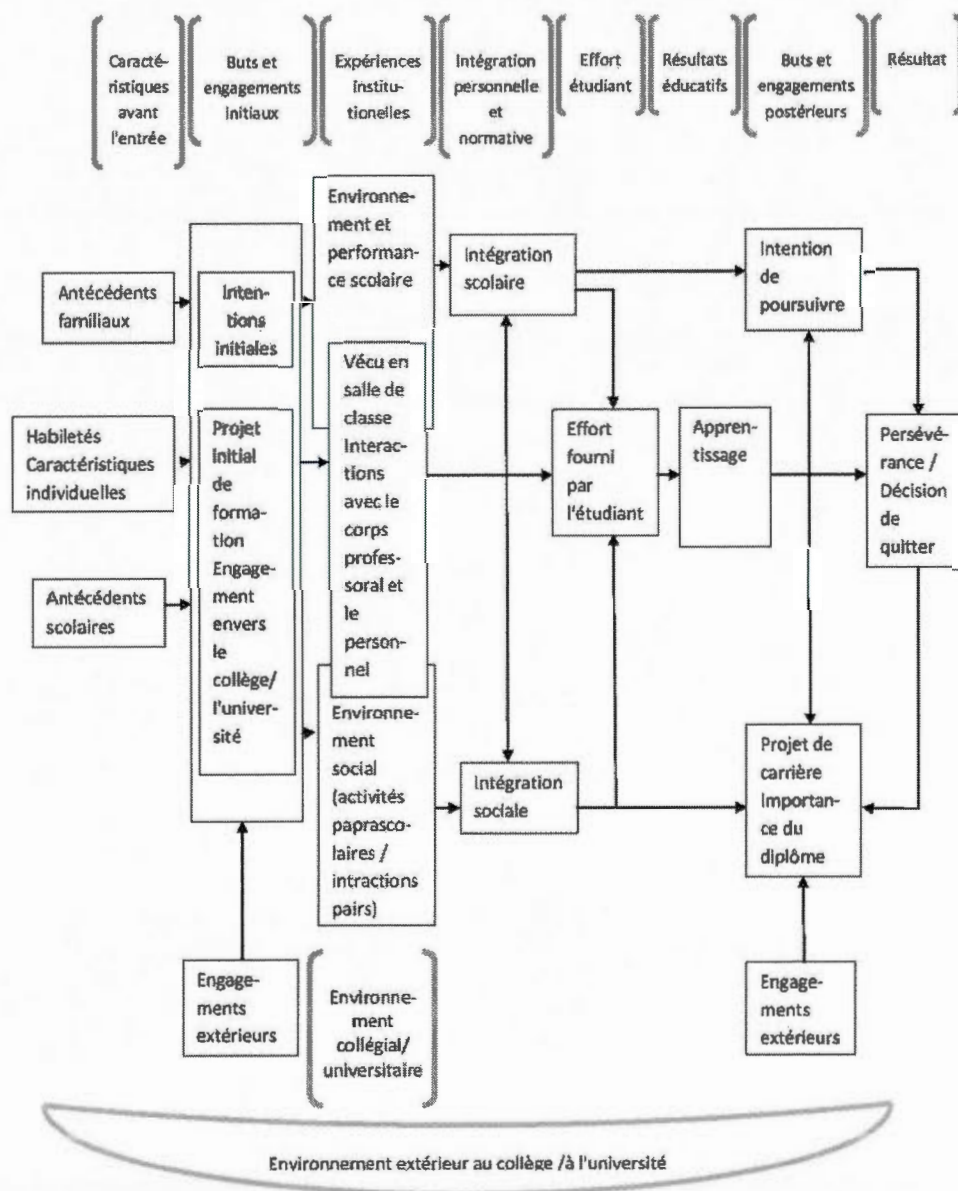 Caracté-
ristiques
avant
l'entrée
Buts et
engagements
initiaux
Expériences
institu-
tionelles
Intégration
personnelle
et
normative
Effort
étudiant
Résultats
éducatifs
Buts et
engagements
postérieurs
Résultat
Antécédents
familiaux
Habiletés
Caractéristiques
individuelles
Antécédents
scolaires
Inten-
tions
initiales
Projet
initial
de
forma-
tion
Engage-
ment
envers
le
collège/
l'univer-
sité
Environne-
ment et
performan-
ce scolaire
Vécu en
salle de
classe
Interac-
tions
avec le
corps
profes-
soral et
le
person-
nel
Environne-
ment
social
(activités
paprasco-
laires /
intractions
pairs)
Intégration
scolaire
Intégration
sociale
Effort
fourni
par
l'étudiant
Appren-
tissage
Intention
de
poursuivre
Projet de
carrière
Importan-
ce du
diplôme
Persévé-
rance /
Décision
de
quitter
Engage-
ments
extérieurs
Environne-
ment
collégial/
universitaire
Engage-
ments
extérieurs
Environnement extérieur au collège /à l'université